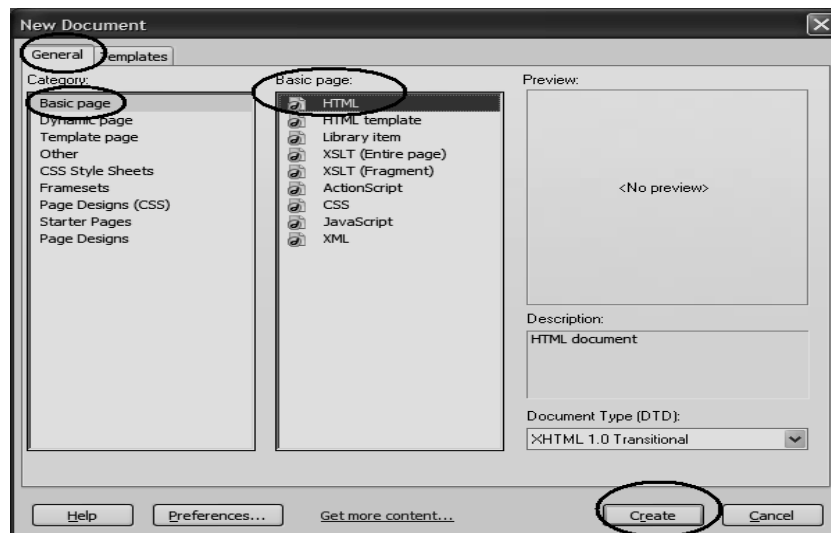 New Document
General Templates
Category:
Basic page
Dynamic page
Template page
Other
CSS Style Sheets
Framesets
Page Designs (CSS)
Starter Pages
Page Designs
Basic page:
HTML
HTML template
Library item
XSLT (Entire page)
XSLT (Fragment)
ActionScript
CSS
JavaScript
XML
Preview:
<No preview>
Description:
HTML document
Document Type (DTD):
XHTML 1.0 Transitional
Help Preferences... Get more content... Create Cancel